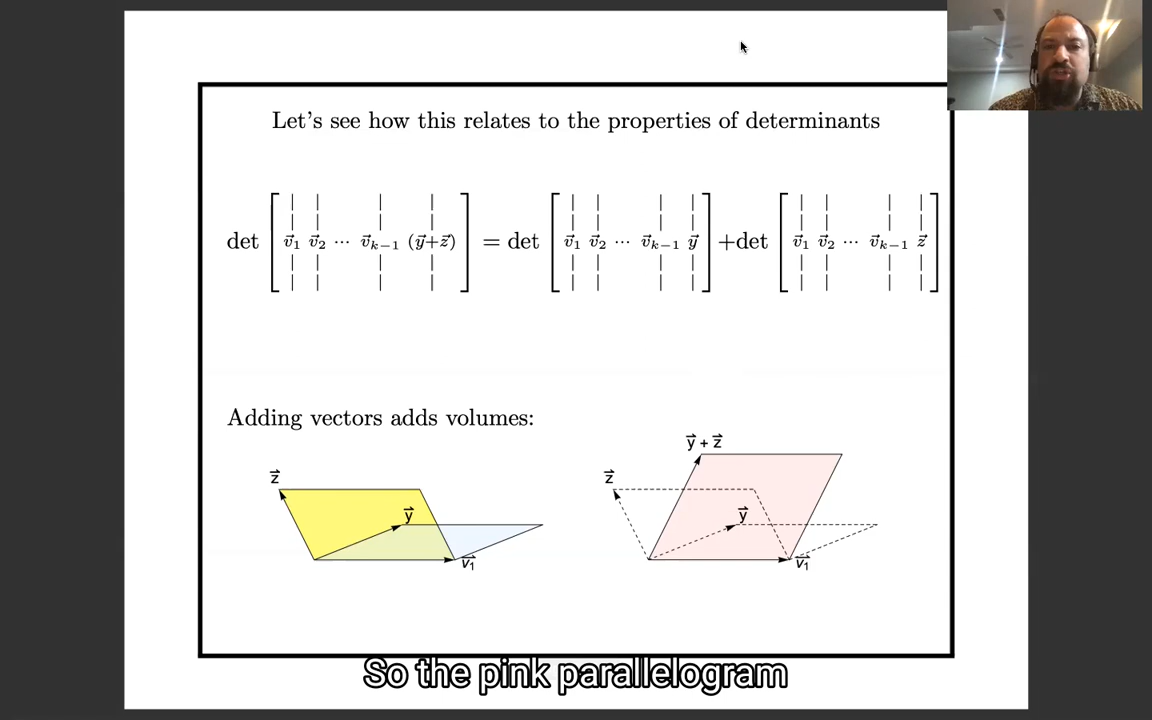 Let's see how this relates to the properties of determinants
det [v⃗₁ v⃗₂ ⋯ v⃗ₖ₋₁ (y⃗+z⃗)] = det [v⃗₁ v⃗₂ ⋯ v⃗ₖ₋₁ y⃗] +det [v⃗₁ v⃗₂ ⋯ v⃗ₖ₋₁ z⃗]
Adding vectors adds volumes:
y⃗ + z⃗
z⃗
y⃗
v⃗₁
z⃗
y⃗
v⃗₁
So the pink parallelogram